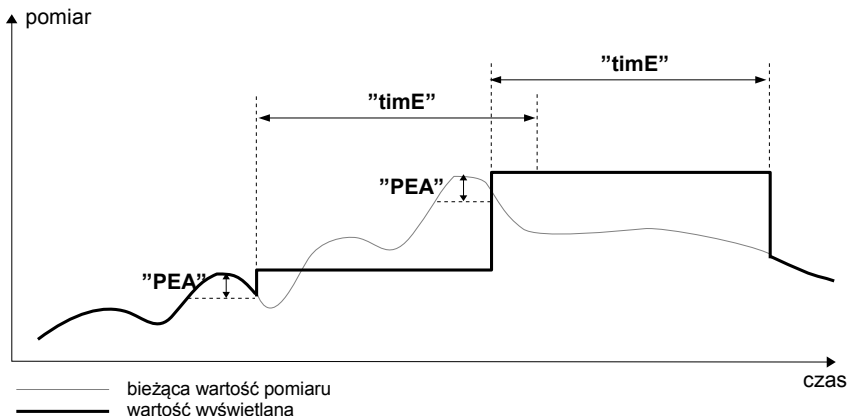 pomiar
”timE”
”timE”
”PEA”
”PEA”
czas
bieżąca wartość pomiaru
wartość wyświetlana